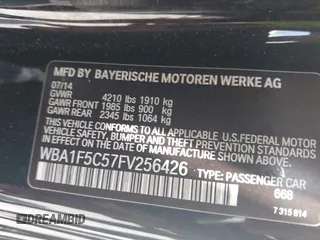 MFD. BY BAYERISCHE MOTOREN WERKE AG
07/14
GVWR 4210 lbs 1910 kg
GAWR FRONT 1985 lbs 900 kg
GAWR REAR 2345 lbs 1064 kg
THIS VEHICLE CONFORMS TO ALL APPLICABLE U.S.FEDERAL MOTOR
VEHICLE SAFETY, BUMPER, AND THEFT PREVENTION
STANDARDS IN EFFECT ON THE DATE OF MANUFACTURE SHOWN ABOVE.
WBA1F5C57FV256426 TYPE: PASSENGER CAR
668
7 315 814
DREAMBID